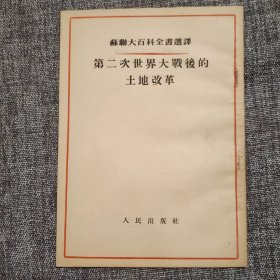 蘇聯大百科全書選譯
第二次世界大戰後的
土地改革
人民出版社